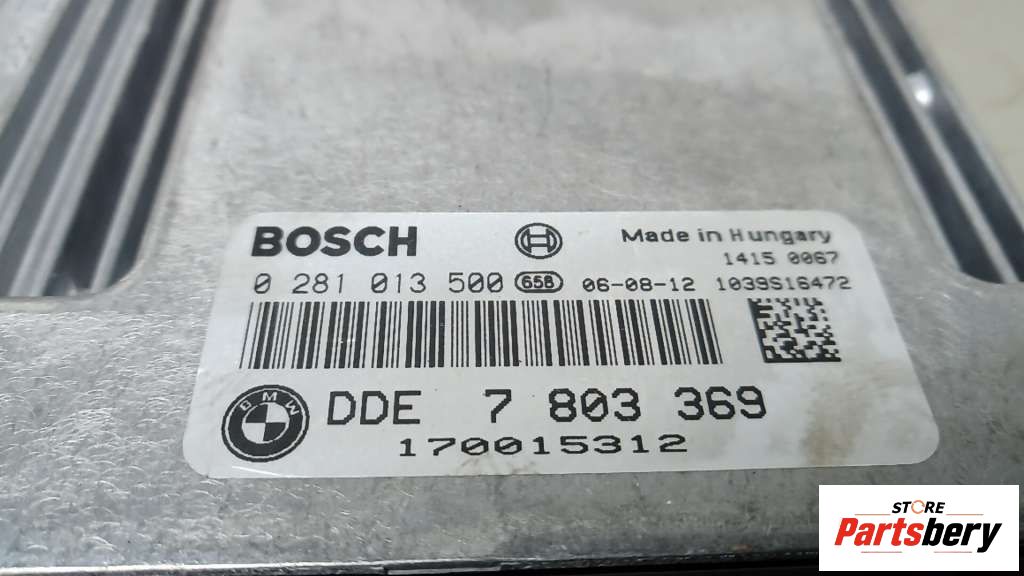 BOSCH
Made in Hungary
1415 0067
0 281 013 500 658 06-08-12 1039S16472
BMW
DDE 7 803 369
170015312
STORE
Partsbery